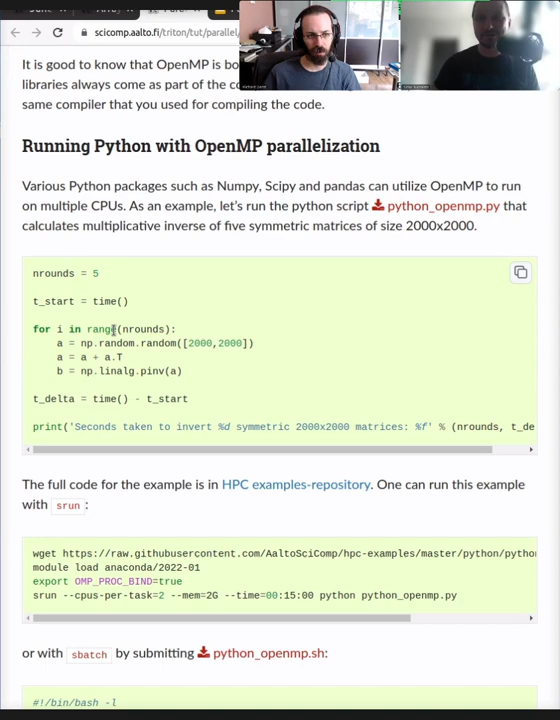 scicomp.aalto.fi/triton/tut/parallel
It is good to know that OpenMP is bo
libraries always come as part of the co
same compiler that you used for compiling the code.
Running Python with OpenMP parallelization
Various Python packages such as Numpy, Scipy and pandas can utilize OpenMP to run
on multiple CPUs. As an example, let's run the python script python_openmp.py that
calculates multiplicative inverse of five symmetric matrices of size 2000x2000.
nrounds = 5
t_start = time()
for i in range(nrounds):
    a = np.random.random([2000,2000])
    a = a + a.T
    b = np.linalg.pinv(a)
t_delta = time() - t_start
print('Seconds taken to invert %d symmetric 2000x2000 matrices: %f' % (nrounds, t_de
The full code for the example is in HPC examples-repository. One can run this example
with srun :
wget https://raw.githubusercontent.com/AaltoSciComp/hpc-examples/master/python/python
module load anaconda/2022-01
export OMP_PROC_BIND=true
srun --cpus-per-task=2 --mem=2G --time=00:15:00 python python_openmp.py
or with sbatch by submitting python_openmp.sh:
#!/bin/bash -l